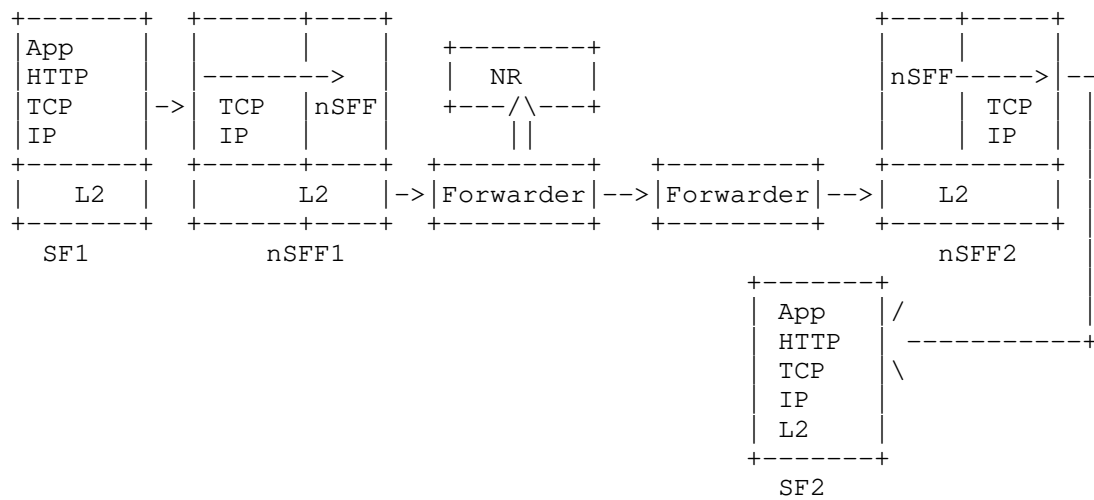 +-------+  +------+----+                                +----+-----+
|App    |  |      |    |    +--------+                  |    |     |
|HTTP   |  |-------->  |    |  NR    |                  |nSFF----->|--
|TCP    |->| TCP  |nSFF|    +---/\---+                  |    | TCP | |
|IP     |  | IP   |    |       ||                       |    | IP  | |
+-------+  +------+----+  +---------+   +---------+     +----------+ |
|   L2  |  |      L2   |->|Forwarder|-->|Forwarder|-->  |   L2     | |
+-------+  +------+----+  +---------+   +---------+     +----------+ |
  SF1         nSFF1                                        nSFF2     |
                                              +-------+              |
                                              | App   |/             |
                                              | HTTP  | -----------+
                                              | TCP   |\
                                              | IP    |
                                              | L2    |
                                              +-------+
                                                SF2